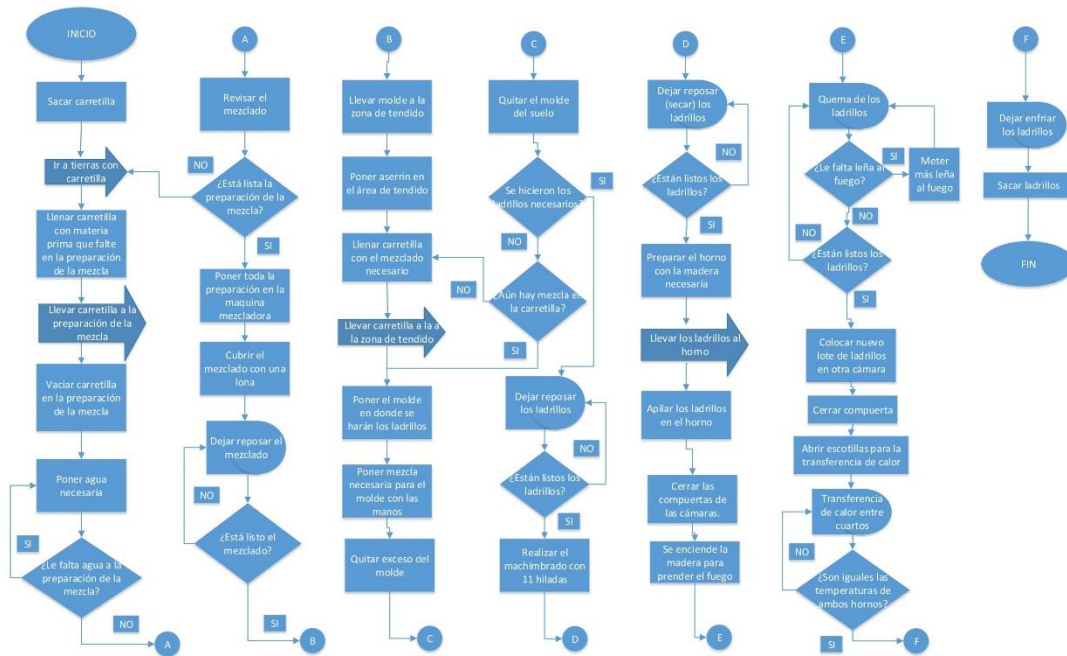 INICIO
Sacar carretilla
Ir a tierras con
carretilla
Llenar carretilla
con materia
prima que falte
en la preparación
de la mezcla
Llevar carretilla a la
preparación de la
mezcla
Vaciar carretilla
en la preparación
de la mezcla
Poner agua
necesaria
SI
¿Le falta agua a la
preparación de la
mezcla?
NO
A
A
Revisar el
mezclado
NO
¿Está lista la
preparación de la
mezcla?
SI
Poner toda la
preparación en la
maquina
mezcladora
Cubrir el
mezclado con una
lona
Dejar reposar el
mezclado
NO
¿Está listo el
mezclado?
SI
B
B
Llevar molde a la
zona de tendido
Poner aserrín en
el área de tendido
Llenar carretilla
con el mezclado
necesario
Llevar carretilla a la a
la zona de tendido
Poner el molde
en donde se
harán los ladrillos
Poner mezcla
necesaria para el
molde con las
manos
Quitar exceso del
molde
C
C
Quitar el molde
del suelo
Se hicieron los
ladrillos necesarios?
SI
NO
¿Aún hay mezcla en
la carretilla?
NO
SI
Dejar reposar
los ladrillos
NO
¿Están listos los
ladrillos?
SI
Realizar el
machimbrado con
11 hiladas
D
D
Dejar reposar
(secar) los
ladrillos
NO
¿Están listos los
ladrillos?
SI
Preparar el horno
con la madera
necesaria
Llevar los ladrillos al
horno
Apilar los ladrillos
en el horno
Cerrar las
compuertas de
las cámaras.
Se enciende la
madera para
prender el fuego
E
E
Quema de los
ladrillos
¿Le falta leña al
fuego?
SI
Meter
más leña
al fuego
NO
NO
¿Están listos los
ladrillos?
SI
Colocar nuevo
lote de ladrillos
en otra cámara
Cerrar compuerta
Abrir escotillas para
la transferencia de
calor
Transferencia
de calor entre
cuartos
NO
¿Son iguales las
temperaturas de
ambos hornos?
SI
F
F
Dejar enfriar
los ladrillos
Sacar ladrillos
FIN